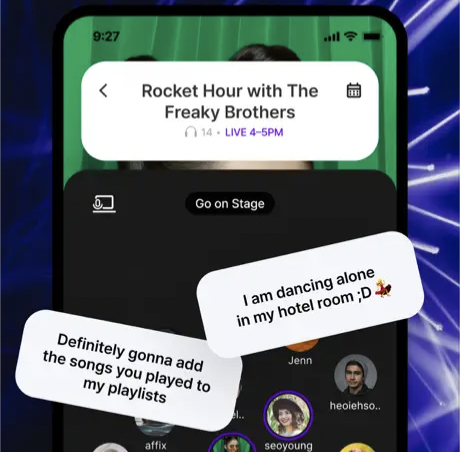 9:27
Rocket Hour with The
Freaky Brothers
14 • LIVE 4–5PM
Go on Stage
I am dancing alone
in my hotel room ;D 💃
Definitely gonna add
the songs you played to
my playlists
Jenn
heoiehso..
el..
affix
seoyoung